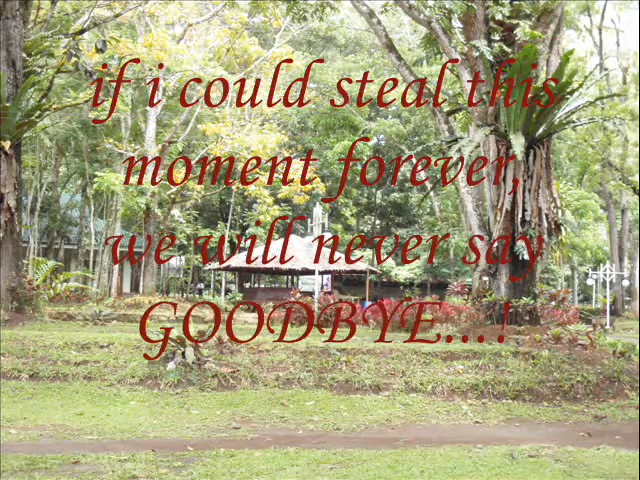 if i could steal this
moment forever,
we will never say
GOODBYE...!